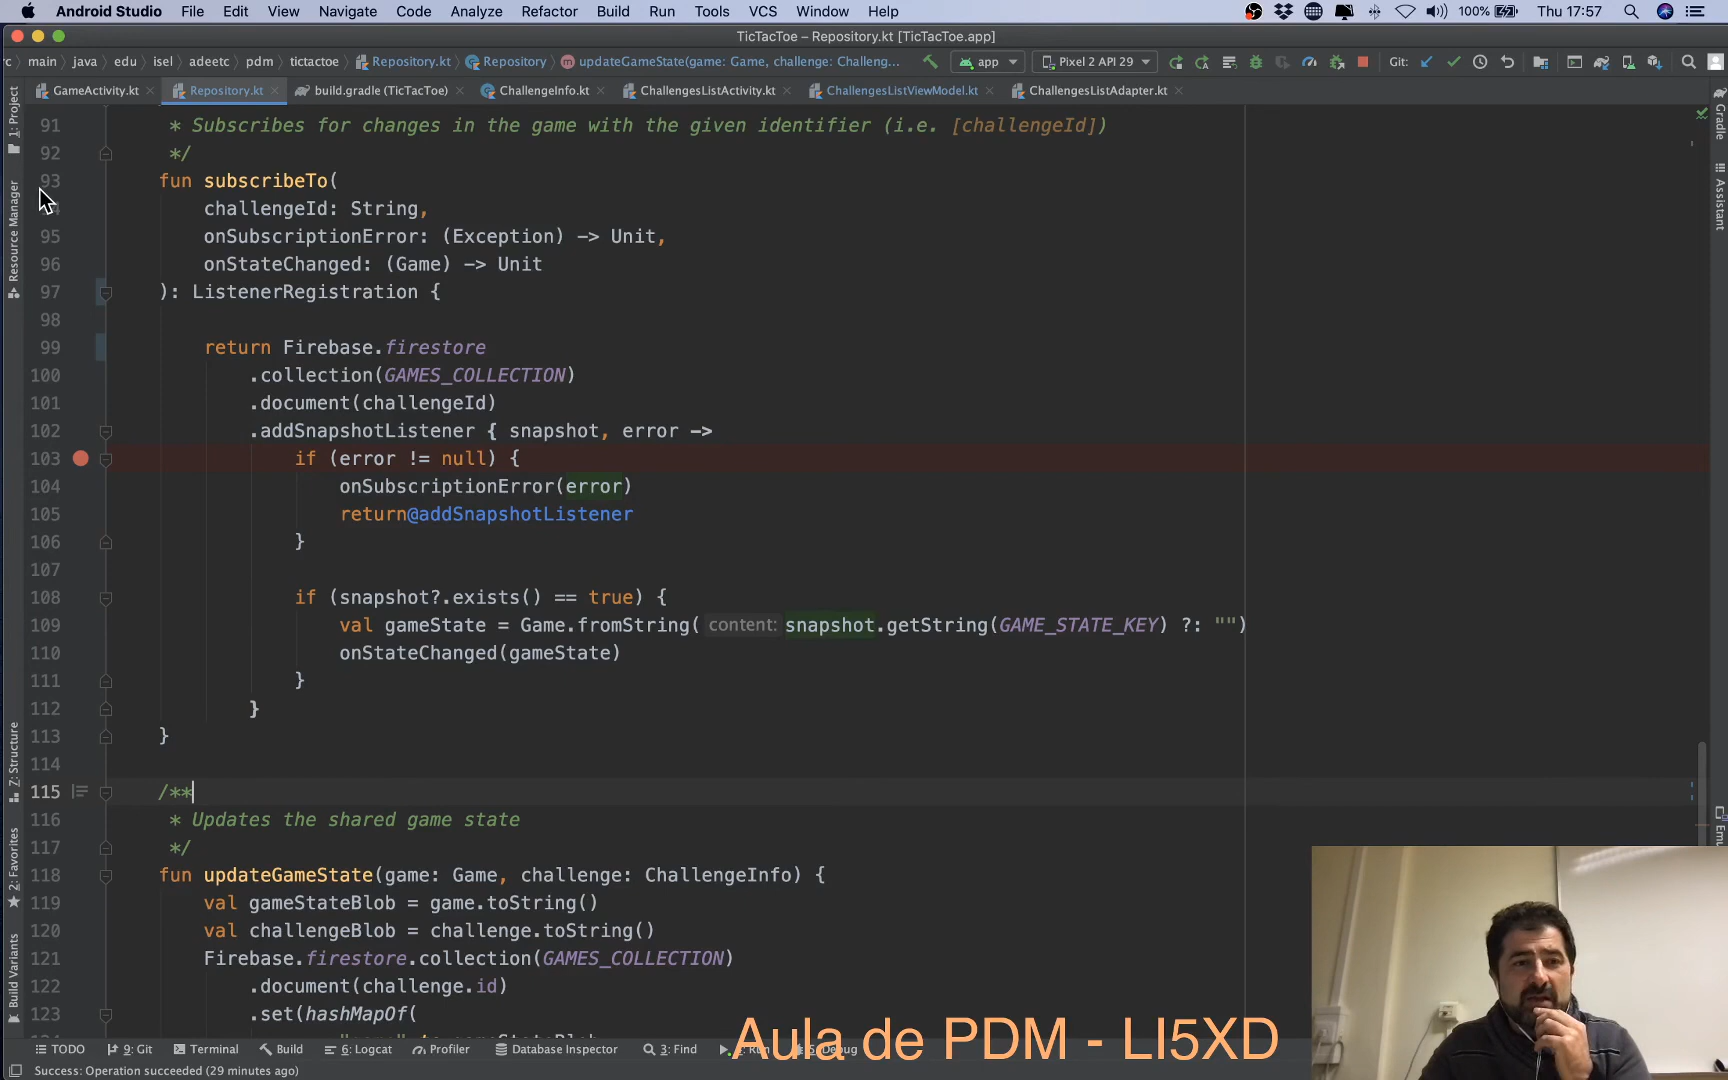 Android Studio File Edit View Navigate Code Analyze Refactor Build Run Tools VCS Window Help 100% Thu 17:57
TicTacToe – Repository.kt [TicTacToe.app]
rc main java edu isel adeetc pdm tictactoe Repository.kt Repository updateGameState(game: Game, challenge: Challeng... app Pixel 2 API 29 Git:
GameActivity.kt Repository.kt build.gradle (TicTacToe) ChallengeInfo.kt ChallengesListActivity.kt ChallengesListViewModel.kt ChallengesListAdapter.kt
1: Project
Resource Manager
7: Structure
2: Favorites
Build Variants
Gradle
Assistant
91 * Subscribes for changes in the game with the given identifier (i.e. [challengeId])
92 */
93 fun subscribeTo(
challengeId: String,
95 onSubscriptionError: (Exception) -> Unit,
96 onStateChanged: (Game) -> Unit
97 ): ListenerRegistration {
98
99 return Firebase.firestore
100 .collection(GAMES_COLLECTION)
101 .document(challengeId)
102 .addSnapshotListener { snapshot, error ->
103 if (error != null) {
104 onSubscriptionError(error)
105 return@addSnapshotListener
106 }
107
108 if (snapshot?.exists() == true) {
109 val gameState = Game.fromString( content: snapshot.getString(GAME_STATE_KEY) ?: "")
110 onStateChanged(gameState)
111 }
112 }
113 }
114
115 /**
116 * Updates the shared game state
117 */
118 fun updateGameState(game: Game, challenge: ChallengeInfo) {
119 val gameStateBlob = game.toString()
120 val challengeBlob = challenge.toString()
121 Firebase.firestore.collection(GAMES_COLLECTION)
122 .document(challenge.id)
123 .set(hashMapOf(
Aula de PDM - LI5XD
TODO 9: Git Terminal Build 6: Logcat Profiler Database Inspector 3: Find
Success: Operation succeeded (29 minutes ago)